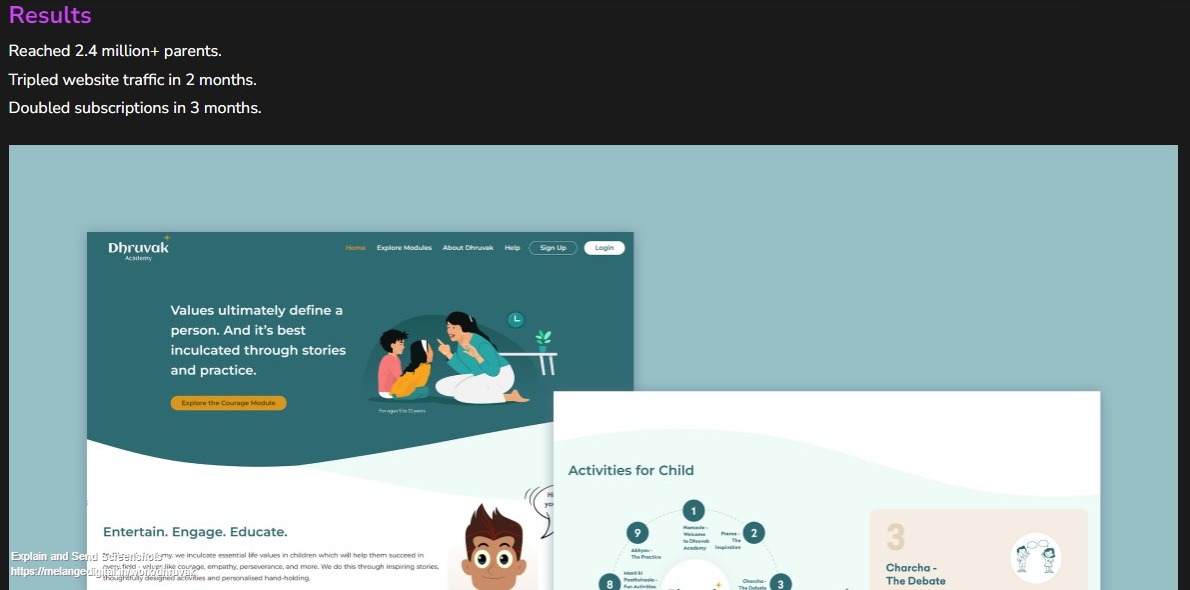 Results
Reached 2.4 million+ parents.
Tripled website traffic in 2 months.
Doubled subscriptions in 3 months.
Dhruvak
Academy
Home Explore Modules About Dhruvak Help Sign Up Login
Values ultimately define a
person. And it's best
inculcated through stories
and practice.
Explore the Courage Module
For ages 5 to 12 years
Entertain. Engage. Educate.
we inculcate essential life values in children which will help them succeed in
every field - values like courage, empathy, perseverance, and more. We do this through inspiring stories,
thoughtfully designed activities and personalised hand-holding.
Activities for Child
1
Namaste -
Welcome
to Dhruvak
Academy
2
Prerna -
The
Inspiration
9
Abhyas -
The Practice
8
Masti ki
Paathshaala -
Fun Activities
3
Charcha -
The Debate
3
Charcha -
The Debate
Explain and Send Screenshots
https://melangedigital.in/work/dhruvak